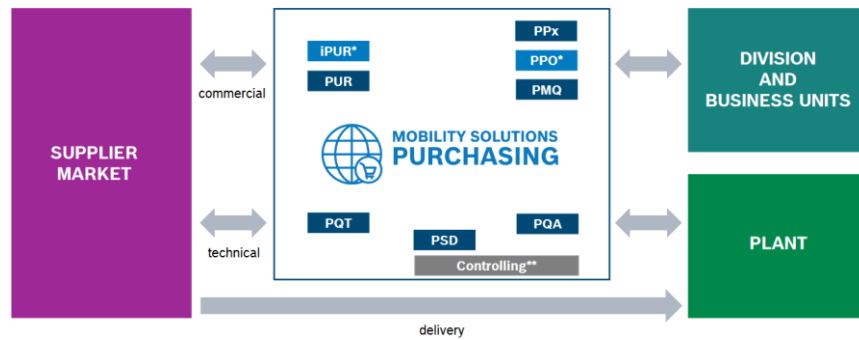 SUPPLIER
MARKET
commercial
technical
iPUR*
PUR
PPx
PPO*
PMQ
MOBILITY SOLUTIONS
PURCHASING
PQT
PSD
PQA
Controlling**
DIVISION
AND
BUSINESS UNITS
PLANT
delivery